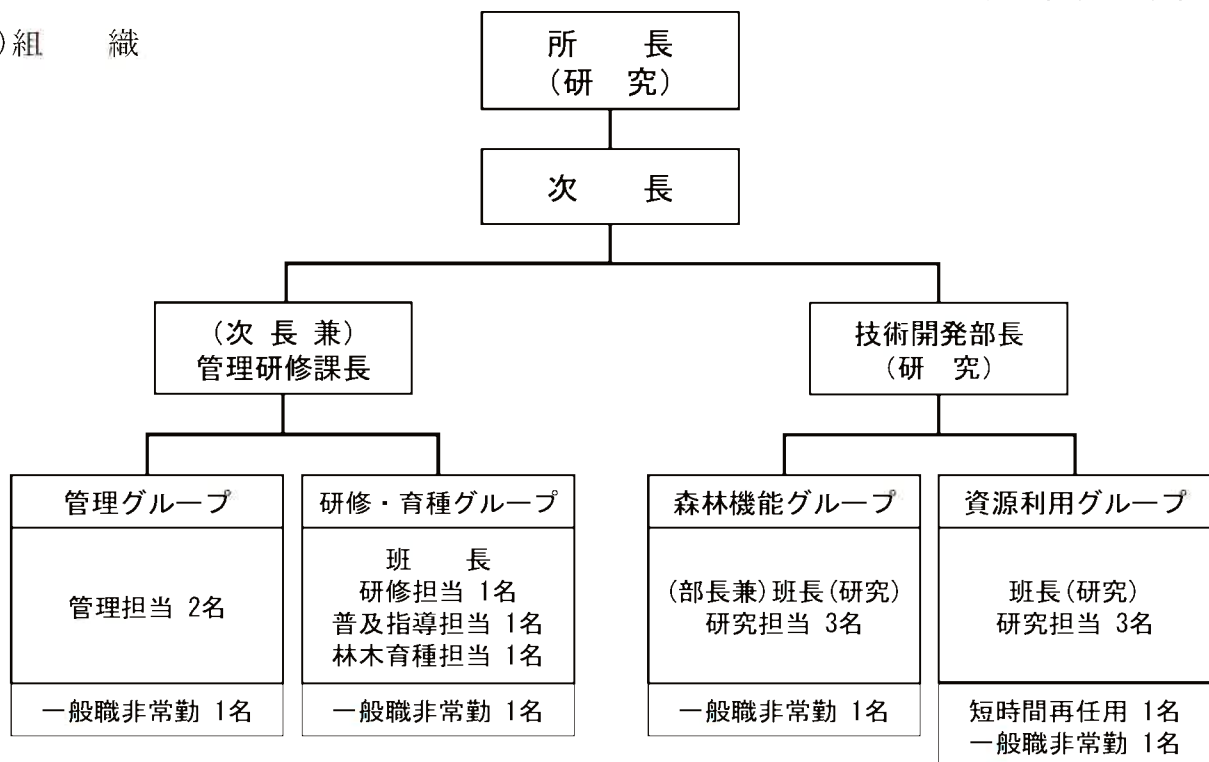 )組　　織
所　　長
(研　究)
次　　長
(次 長 兼)
管理研修課長
技術開発部長
(研　究)
管理グループ
管理担当 2名
一般職非常勤 1名
研修・育種グループ
班　　長
研修担当 1名
普及指導担当 1名
林木育種担当 1名
一般職非常勤 1名
森林機能グループ
(部長兼)班長(研究)
研究担当 3名
一般職非常勤 1名
資源利用グループ
班長(研究)
研究担当 3名
短時間再任用 1名
一般職非常勤 1名